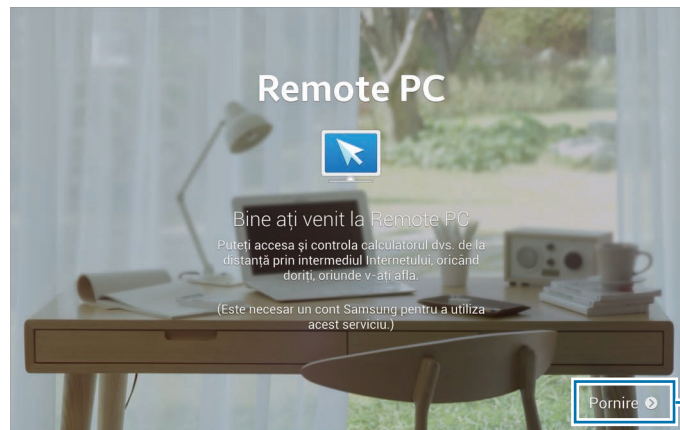 Remote PC
Bine ați venit la Remote PC
Puteți accesa și controla calculatorul dvs. de la
distanță prin intermediul Internetului, oricând
doriți, oriunde v-ați afla.
(Este necesar un cont Samsung pentru a utiliza
acest serviciu.)
Pornire